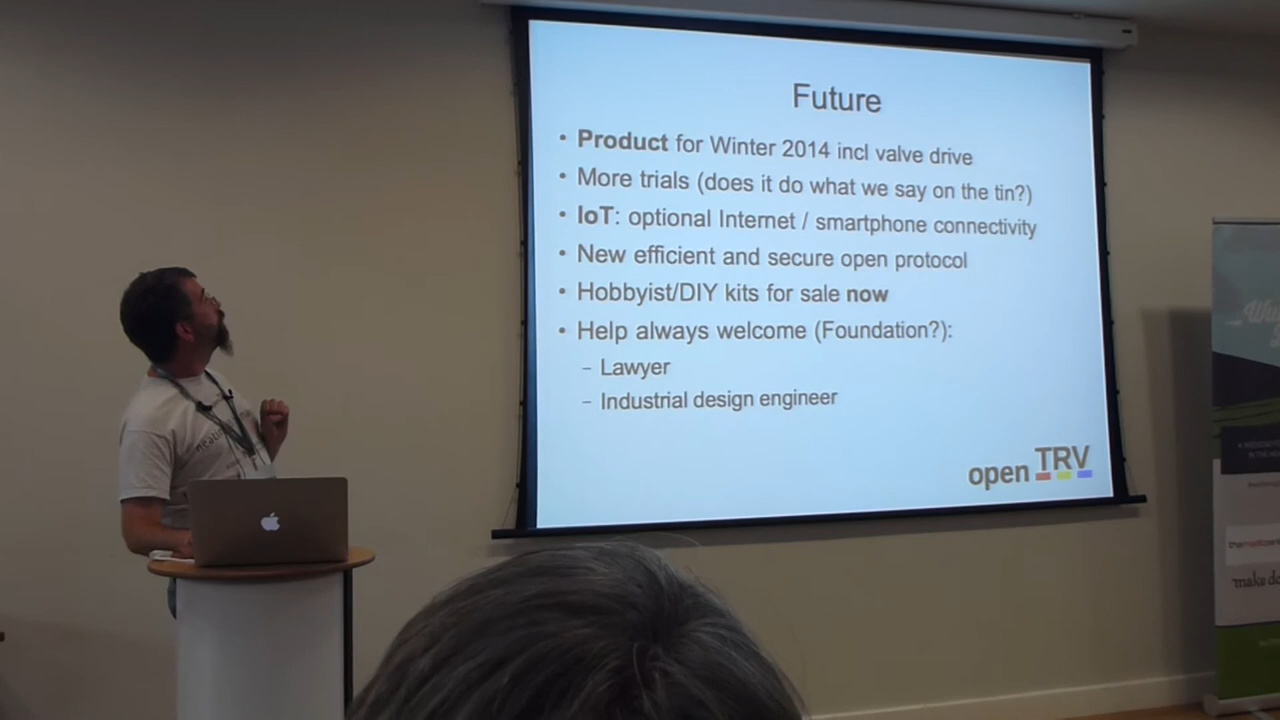 Future
• Product for Winter 2014 incl valve drive
• More trials (does it do what we say on the tin?)
• IoT: optional Internet / smartphone connectivity
• New efficient and secure open protocol
• Hobbyist/DIY kits for sale now
• Help always welcome (Foundation?):
– Lawyer
– Industrial design engineer
open TRV
make do